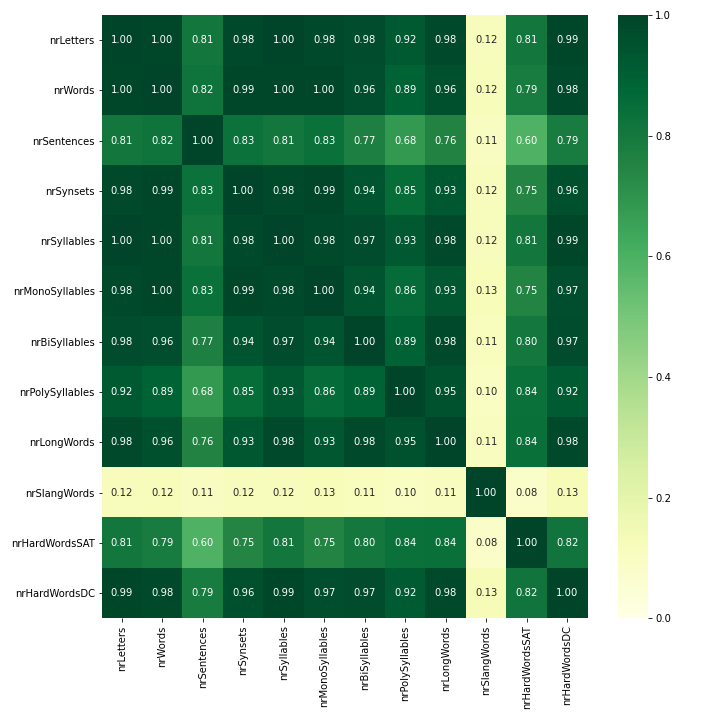 nrLetters 1.00 1.00 0.81 0.98 1.00 0.98 0.98 0.92 0.98 0.12 0.81 0.99
nrWords 1.00 1.00 0.82 0.99 1.00 1.00 0.96 0.89 0.96 0.12 0.79 0.98
nrSentences 0.81 0.82 1.00 0.83 0.81 0.83 0.77 0.68 0.76 0.11 0.60 0.79
nrSynsets 0.98 0.99 0.83 1.00 0.98 0.99 0.94 0.85 0.93 0.12 0.75 0.96
nrSyllables 1.00 1.00 0.81 0.98 1.00 0.98 0.97 0.93 0.98 0.12 0.81 0.99
nrMonoSyllables 0.98 1.00 0.83 0.99 0.98 1.00 0.94 0.86 0.93 0.13 0.75 0.97
nrBiSyllables 0.98 0.96 0.77 0.94 0.97 0.94 1.00 0.89 0.98 0.11 0.80 0.97
nrPolySyllables 0.92 0.89 0.68 0.85 0.93 0.86 0.89 1.00 0.95 0.10 0.84 0.92
nrLongWords 0.98 0.96 0.76 0.93 0.98 0.93 0.98 0.95 1.00 0.11 0.84 0.98
nrSlangWords 0.12 0.12 0.11 0.12 0.12 0.13 0.11 0.10 0.11 1.00 0.08 0.13
nrHardWordsSAT 0.81 0.79 0.60 0.75 0.81 0.75 0.80 0.84 0.84 0.08 1.00 0.82
nrHardWordsDC 0.99 0.98 0.79 0.96 0.99 0.97 0.97 0.92 0.98 0.13 0.82 1.00
nrLetters
nrWords
nrSentences
nrSynsets
nrSyllables
nrMonoSyllables
nrBiSyllables
nrPolySyllables
nrLongWords
nrSlangWords
nrHardWordsSAT
nrHardWordsDC
1.0
0.8
0.6
0.4
0.2
0.0